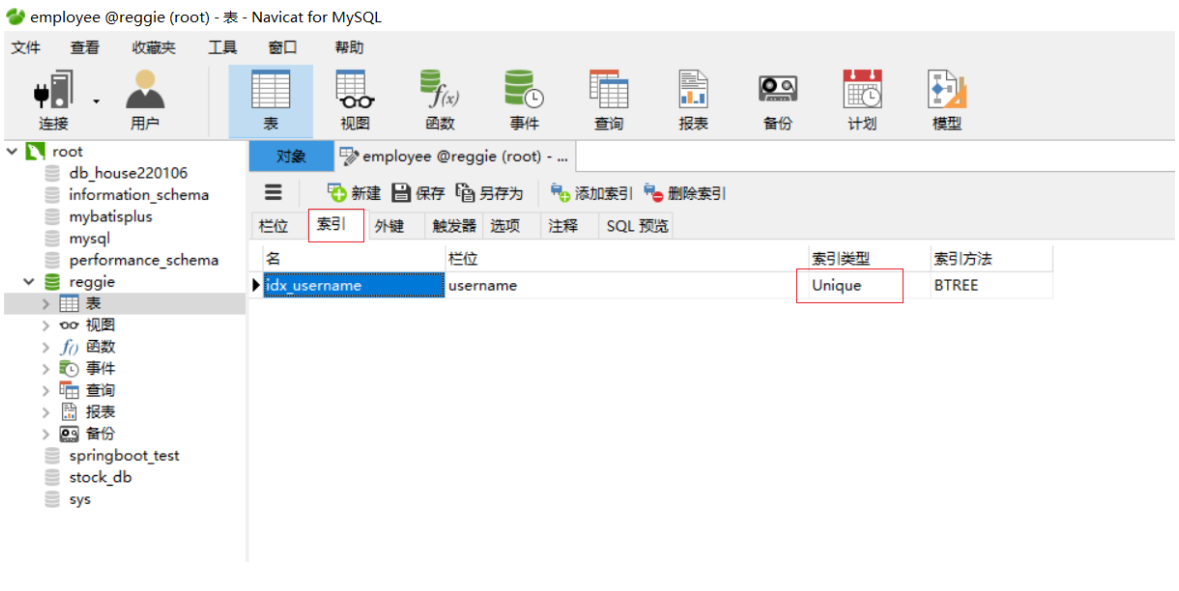 employee @reggie (root) - 表 - Navicat for MySQL
文件 查看 收藏夹 工具 窗口 帮助
连接 用户 表 视图 函数 事件 查询 报表 备份 计划 模型
root
db_house220106
information_schema
mybatisplus
mysql
performance_schema
reggie
表
视图
函数
事件
查询
报表
备份
springboot_test
stock_db
sys
对象 employee @reggie (root) - ...
新建 保存 另存为 添加索引 删除索引
栏位 索引 外键 触发器 选项 注释 SQL 预览
名 栏位 索引类型 索引方法
idx_username username Unique BTREE